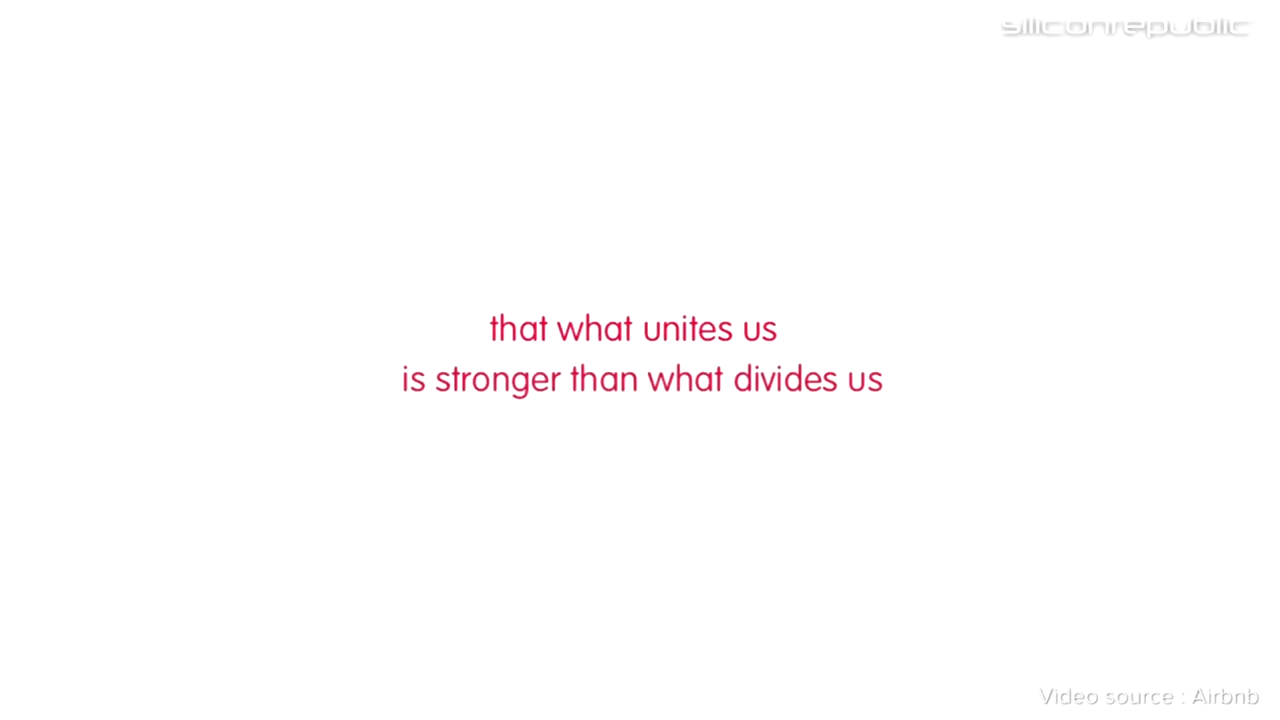 siliconrepublic
that what unites us
is stronger than what divides us
Video source : Airbnb